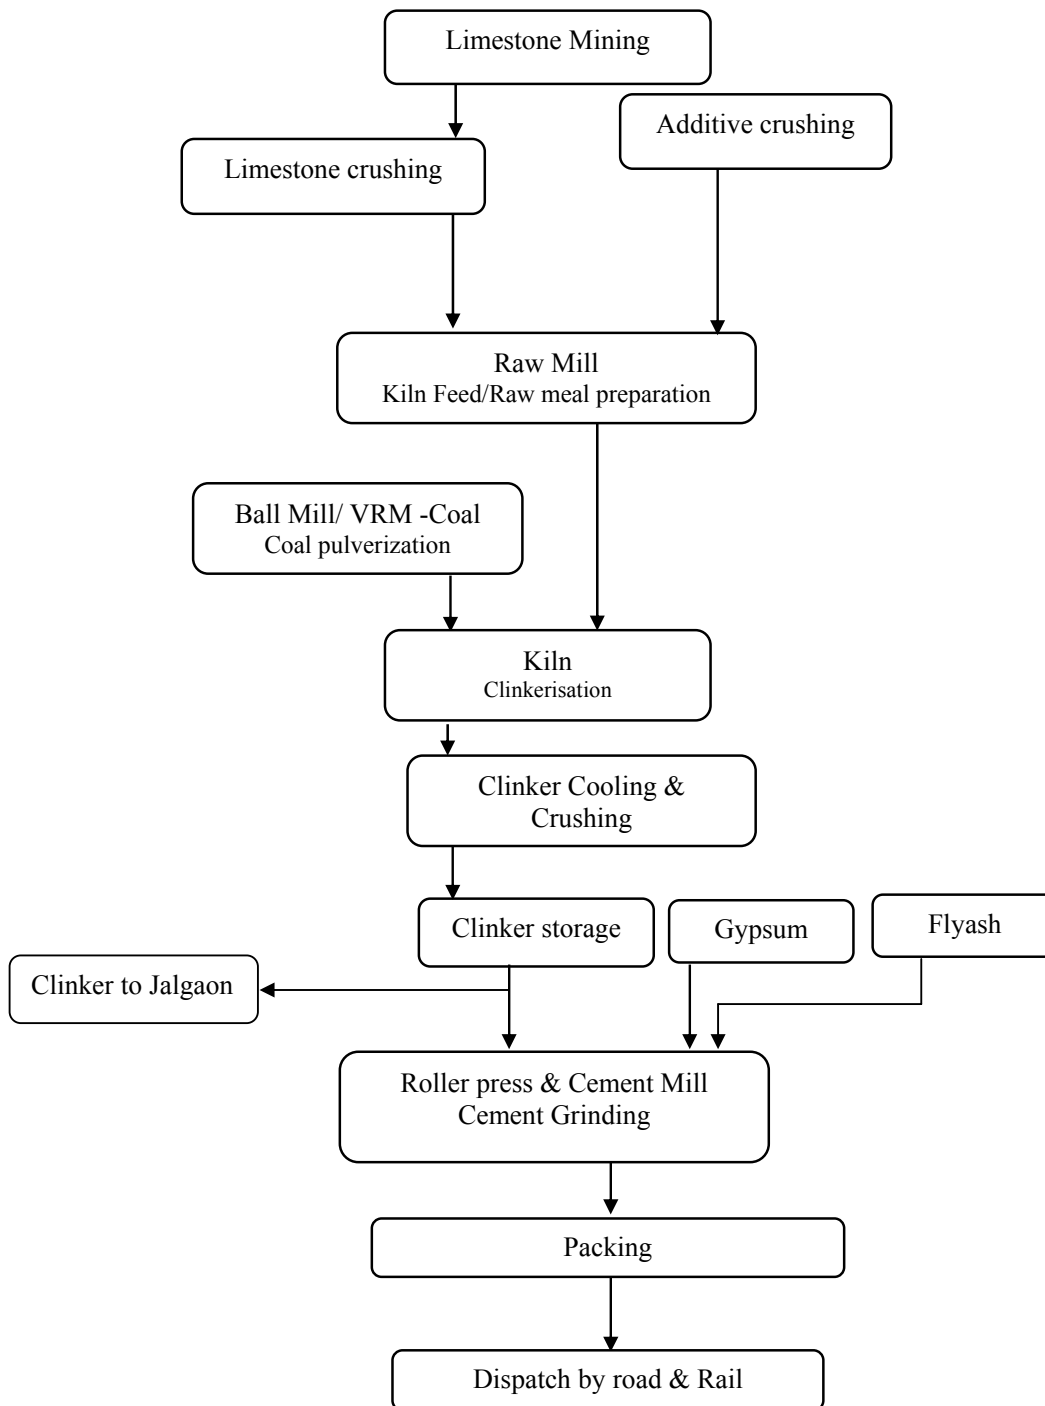 Limestone Mining
Additive crushing
Limestone crushing
Raw Mill
Kiln Feed/Raw meal preparation
Ball Mill/ VRM -Coal
Coal pulverization
Kiln
Clinkerisation
Clinker Cooling &
Crushing
Clinker storage
Gypsum
Flyash
Clinker to Jalgaon
Roller press & Cement Mill
Cement Grinding
Packing
Dispatch by road & Rail